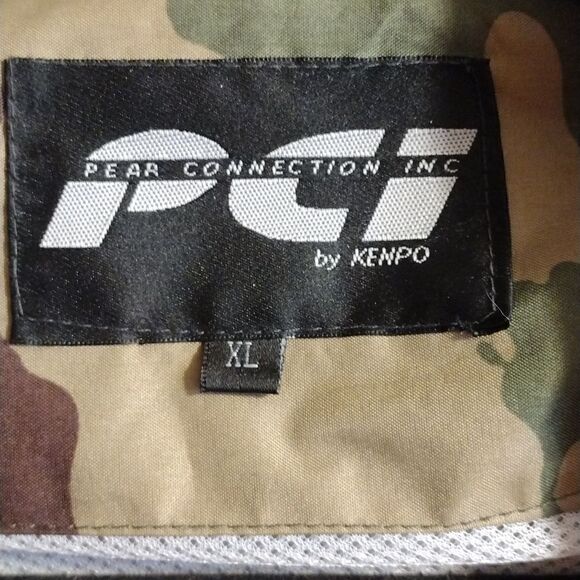 PCI
PEAR CONNECTION INC
by KENPO
XL